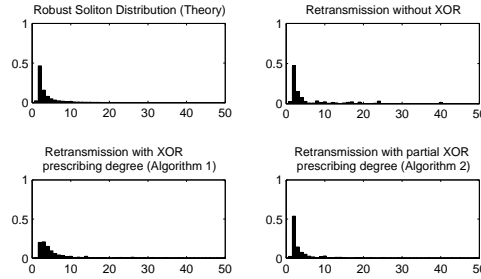 Robust Soliton Distribution (Theory)
1
0.5
0
0 10 20 30 40 50
Retransmission without XOR
1
0.5
0
0 10 20 30 40 50
Retransmission with XOR
prescribing degree (Algorithm 1)
1
0.5
0
0 10 20 30 40 50
Retransmission with partial XOR
prescribing degree (Algorithm 2)
1
0.5
0
0 10 20 30 40 50